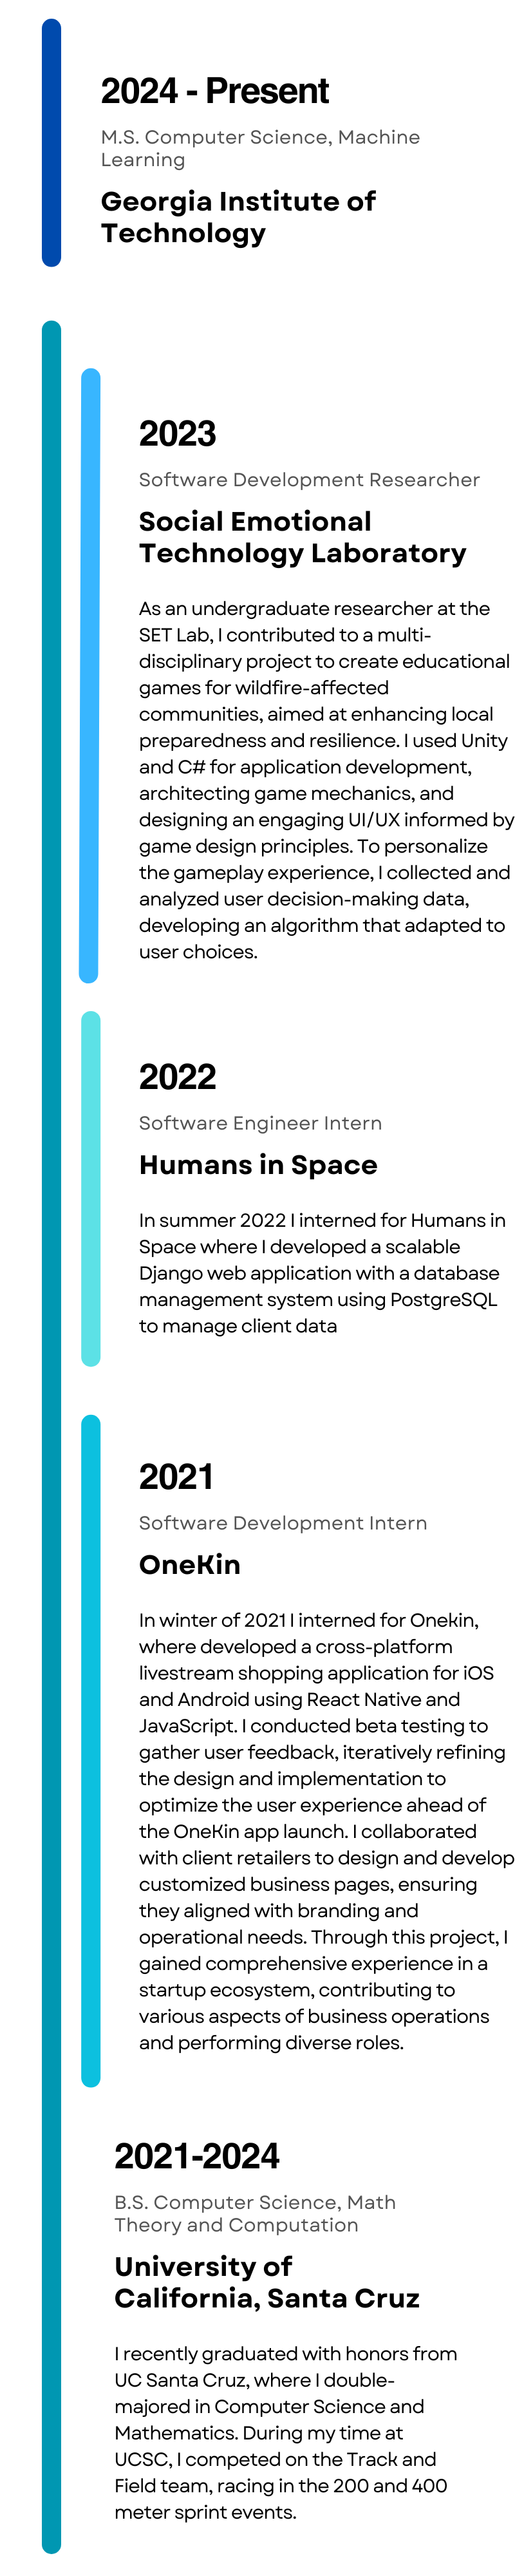 2024 - Present
M.S. Computer Science, Machine
Learning
Georgia Institute of
Technology
2023
Software Development Researcher
Social Emotional
Technology Laboratory
As an undergraduate researcher at the
SET Lab, I contributed to a multi-
disciplinary project to create educational
games for wildfire-affected
communities, aimed at enhancing local
preparedness and resilience. I used Unity
and C# for application development,
architecting game mechanics, and
designing an engaging UI/UX informed by
game design principles. To personalize
the gameplay experience, I collected and
analyzed user decision-making data,
developing an algorithm that adapted to
user choices.
2022
Software Engineer Intern
Humans in Space
In summer 2022 I interned for Humans in
Space where I developed a scalable
Django web application with a database
management system using PostgreSQL
to manage client data
2021
Software Development Intern
OneKin
In winter of 2021 I interned for Onekin,
where developed a cross-platform
livestream shopping application for iOS
and Android using React Native and
JavaScript. I conducted beta testing to
gather user feedback, iteratively refining
the design and implementation to
optimize the user experience ahead of
the OneKin app launch. I collaborated
with client retailers to design and develop
customized business pages, ensuring
they aligned with branding and
operational needs. Through this project, I
gained comprehensive experience in a
startup ecosystem, contributing to
various aspects of business operations
and performing diverse roles.
2021-2024
B.S. Computer Science, Math
Theory and Computation
University of
California, Santa Cruz
I recently graduated with honors from
UC Santa Cruz, where I double-
majored in Computer Science and
Mathematics. During my time at
UCSC, I competed on the Track and
Field team, racing in the 200 and 400
meter sprint events.